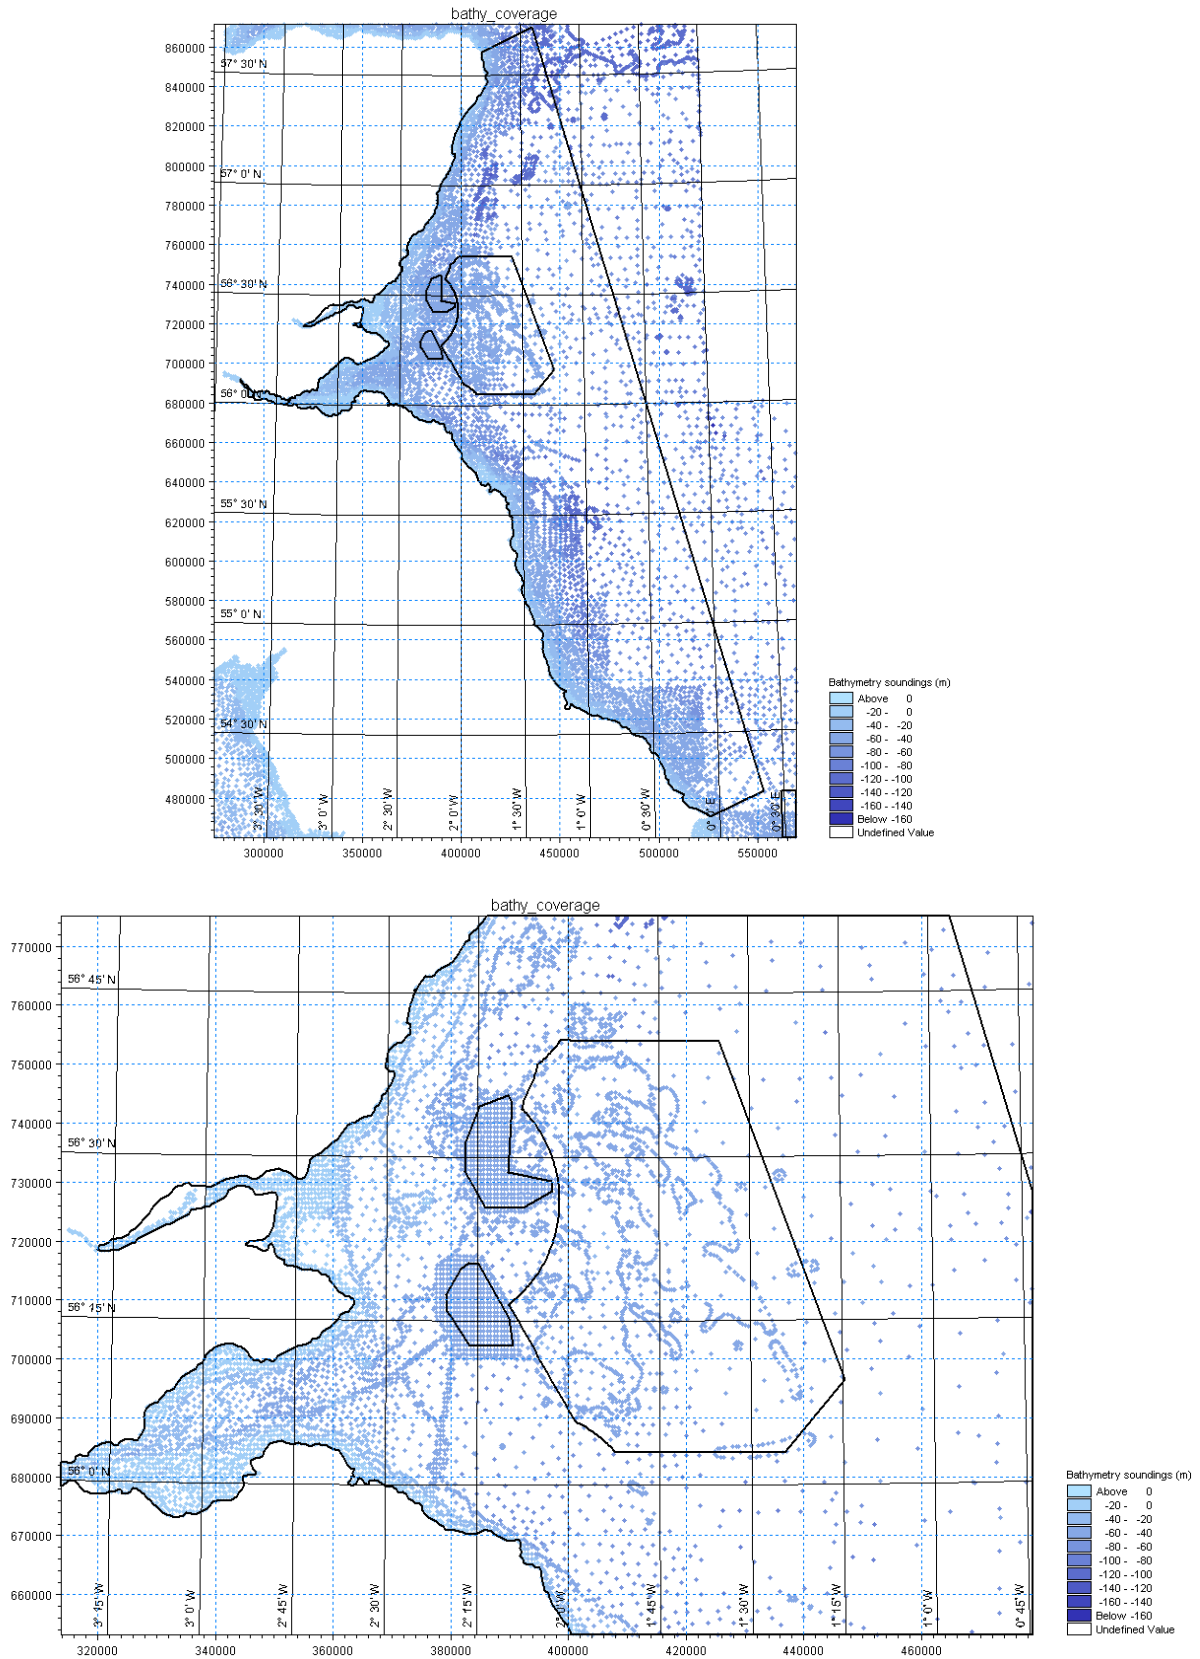 bathy_coverage
860000
57° 30' N
840000
820000
800000
57° 0' N
780000
760000
740000
56° 30' N
720000
700000
56° 0' N
680000
660000
640000
55° 30' N
620000
600000
580000
55° 0' N
560000
540000
520000
54° 30' N
500000
480000
3° 30' W
3° 0' W
2° 30' W
2° 0' W
1° 30' W
1° 0' W
0° 30' W
0° 0' E
0° 30' E
300000 350000 400000 450000 500000 550000
Bathymetry soundings (m)
Above 0
-20 - 0
-40 - -20
-60 - -40
-80 - -60
-100 - -80
-120 - -100
-140 - -120
-160 - -140
Below -160
Undefined Value
bathy_coverage
770000
56° 45' N
760000
750000
740000
56° 30' N
730000
720000
710000
56° 15' N
700000
690000
680000
56° 0' N
670000
660000
3° 15' W
3° 0' W
2° 45' W
2° 30' W
2° 15' W
2° 0' W
1° 45' W
1° 30' W
1° 15' W
1° 0' W
0° 45' W
320000 340000 360000 380000 400000 420000 440000 460000
Bathymetry soundings (m)
Above 0
-20 - 0
-40 - -20
-60 - -40
-80 - -60
-100 - -80
-120 - -100
-140 - -120
-160 - -140
Below -160
Undefined Value